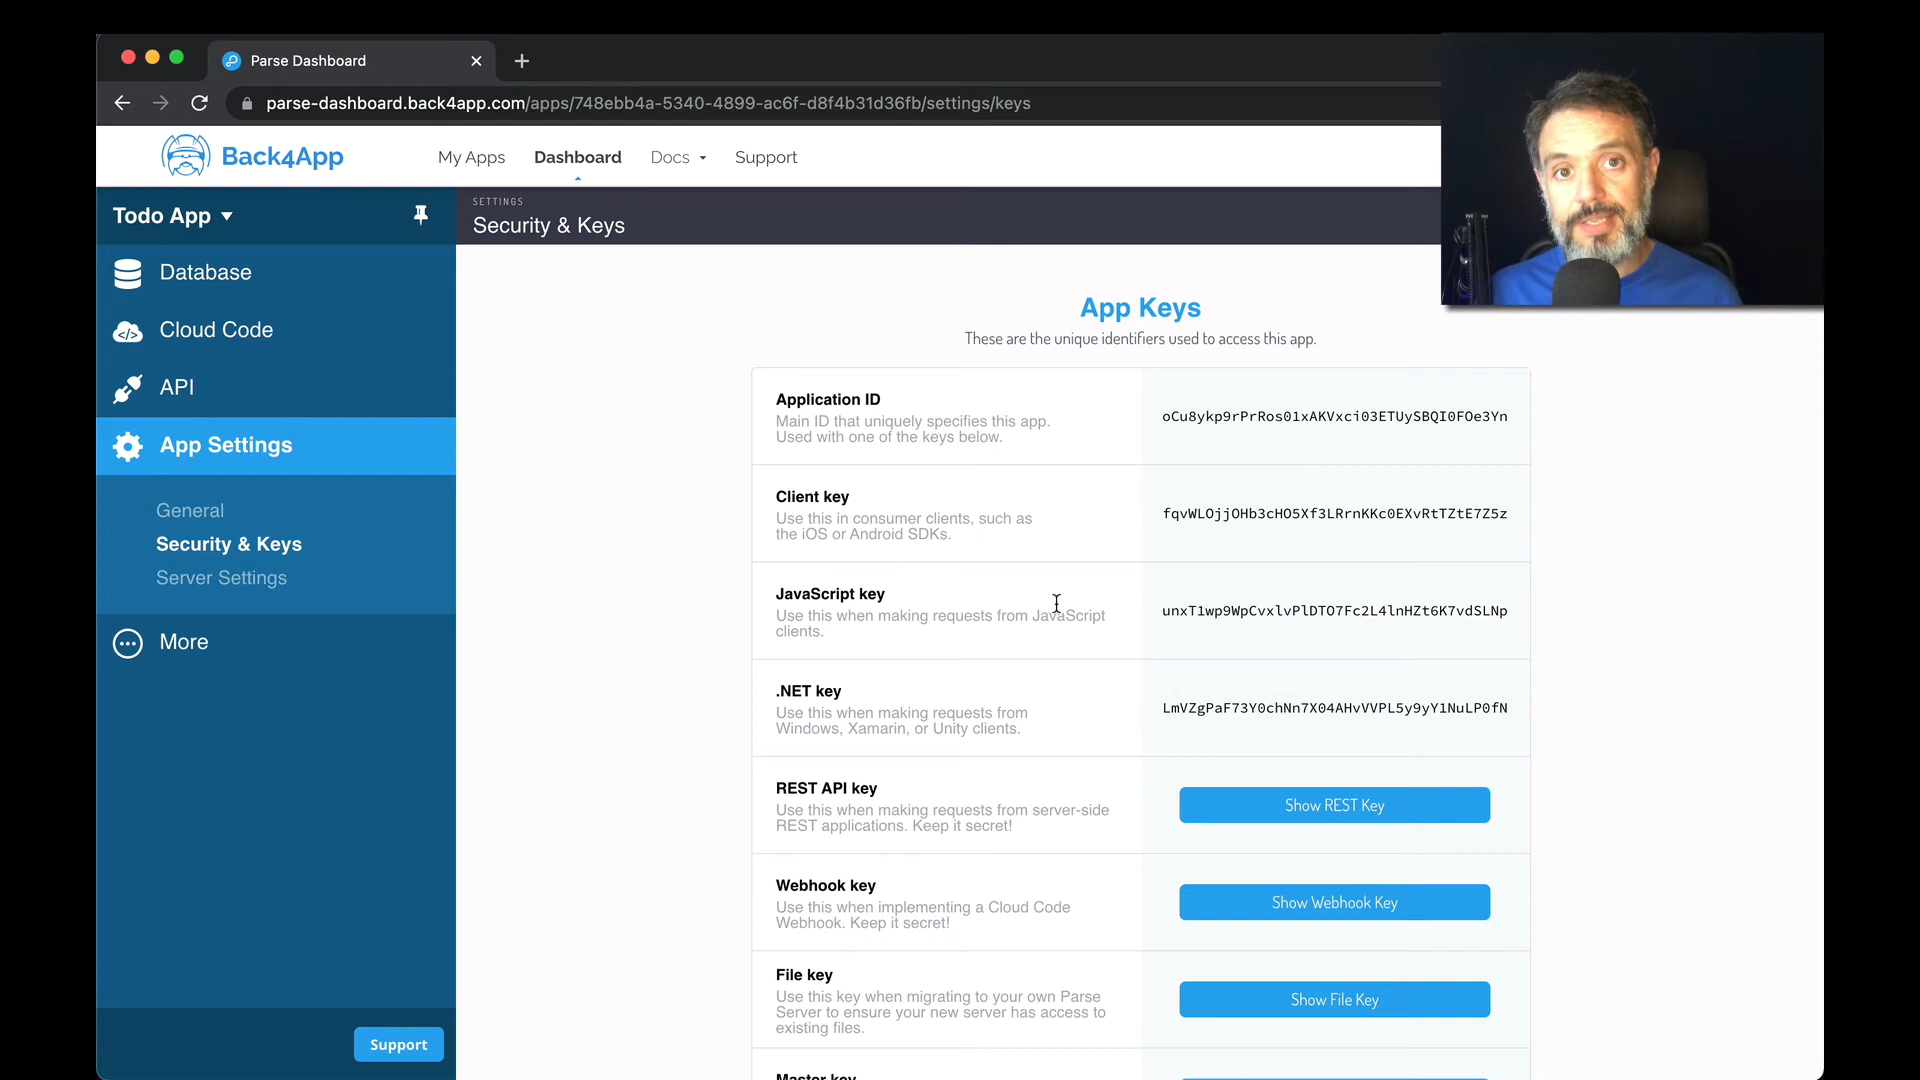 Parse Dashboard
parse-dashboard.back4app.com/apps/748ebb4a-5340-4899-ac6f-d8f4b31d36fb/settings/keys
Back4App
My Apps
Dashboard
Docs
Support
Todo App
SETTINGS
Security & Keys
Database
Cloud Code
API
App Settings
General
Security & Keys
Server Settings
More
Support
App Keys
These are the unique identifiers used to access this app.
Application ID
Main ID that uniquely specifies this app.
Used with one of the keys below.
oCu8ykp9rPrRos01xAKVxci03ETUySBQI0FOe3Yn
Client key
Use this in consumer clients, such as
the iOS or Android SDKs.
fqvWLOjjOHb3cHO5Xf3LRrnKKc0EXvRtTZtE7Z5z
JavaScript key
Use this when making requests from JavaScript
clients.
unxT1wp9WpCvxlvPlDTO7Fc2L4lnHZt6K7vdSLNp
.NET key
Use this when making requests from
Windows, Xamarin, or Unity clients.
LmVZgPaF73Y0chNn7X04AHvVVPL5y9yY1NuLP0fN
REST API key
Use this when making requests from server-side
REST applications. Keep it secret!
Show REST Key
Webhook key
Use this when implementing a Cloud Code
Webhook. Keep it secret!
Show Webhook Key
File key
Use this key when migrating to your own Parse
Server to ensure your new server has access to
existing files.
Show File Key
Master key